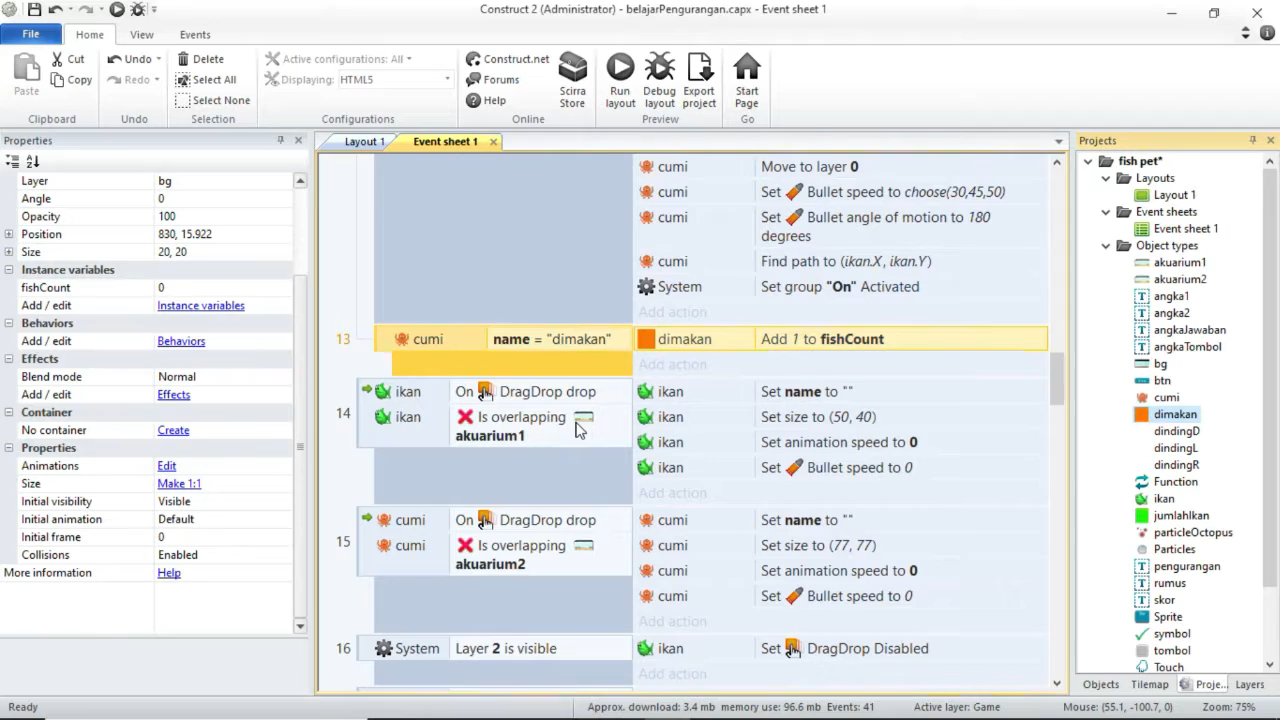 Construct 2 (Administrator) - belajarPengurangan.capx - Event sheet 1
File Home View Events
Paste
Cut
Copy
Clipboard
Undo
Redo
Undo
Delete
Select All
Select None
Selection
Active configurations: All
Displaying: HTML5
Configurations
Construct.net
Forums
Help
Scirra Store
Online
Run layout
Debug layout
Export project
Preview
Start Page
Go
Properties
Layer bg
Angle 0
Opacity 100
Position 830, 15.922
Size 20, 20
Instance variables
fishCount 0
Add / edit Instance variables
Behaviors
Add / edit Behaviors
Effects
Blend mode Normal
Add / edit Effects
Container
No container Create
Properties
Animations Edit
Size Make 1:1
Initial visibility Visible
Initial animation Default
Initial frame 0
Collisions Enabled
More information Help
Layout 1 Event sheet 1
cumi Move to layer 0
cumi Set Bullet speed to choose(30,45,50)
cumi Set Bullet angle of motion to 180
degrees
cumi Find path to (ikan.X, ikan.Y)
System Set group "On" Activated
Add action
13 cumi name = "dimakan" dimakan Add 1 to fishCount
Add action
14
ikan On DragDrop drop ikan Set name to ""
ikan Is overlapping ikan Set size to (50, 40)
akuarium1
ikan Set animation speed to 0
ikan Set Bullet speed to 0
Add action
15
cumi On DragDrop drop cumi Set name to ""
cumi Is overlapping cumi Set size to (77, 77)
akuarium2
cumi Set animation speed to 0
cumi Set Bullet speed to 0
Add action
16 System Layer 2 is visible ikan Set DragDrop Disabled
Add action
Projects
fish pet*
Layouts
Layout 1
Event sheets
Event sheet 1
Object types
akuarium1
akuarium2
angka1
angka2
angkaJawaban
angkaTombol
bg
btn
cumi
dimakan
dindingD
dindingL
dindingR
Function
ikan
jumlahIkan
particleOctopus
Particles
pengurangan
rumus
skor
Sprite
symbol
tombol
Touch
Objects Tilemap Proje... Layers
Ready
Approx. download: 3.4 mb memory use: 96.6 mb Events: 41 Active layer: Game Mouse: (55.1, -100.7, 0) Zoom: 75%